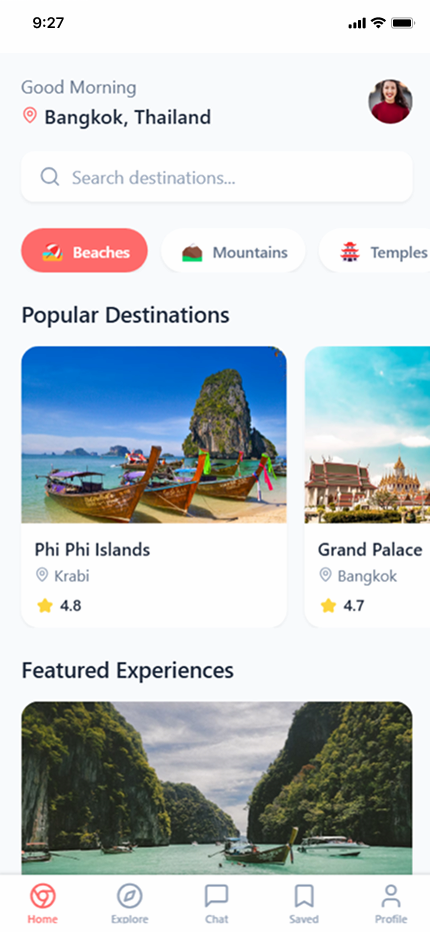 9:27
Good Morning
Bangkok, Thailand
Search destinations...
Beaches
Mountains
Temples
Popular Destinations
Phi Phi Islands
Krabi
4.8
Grand Palace
Bangkok
4.7
Featured Experiences
Home
Explore
Chat
Saved
Profile